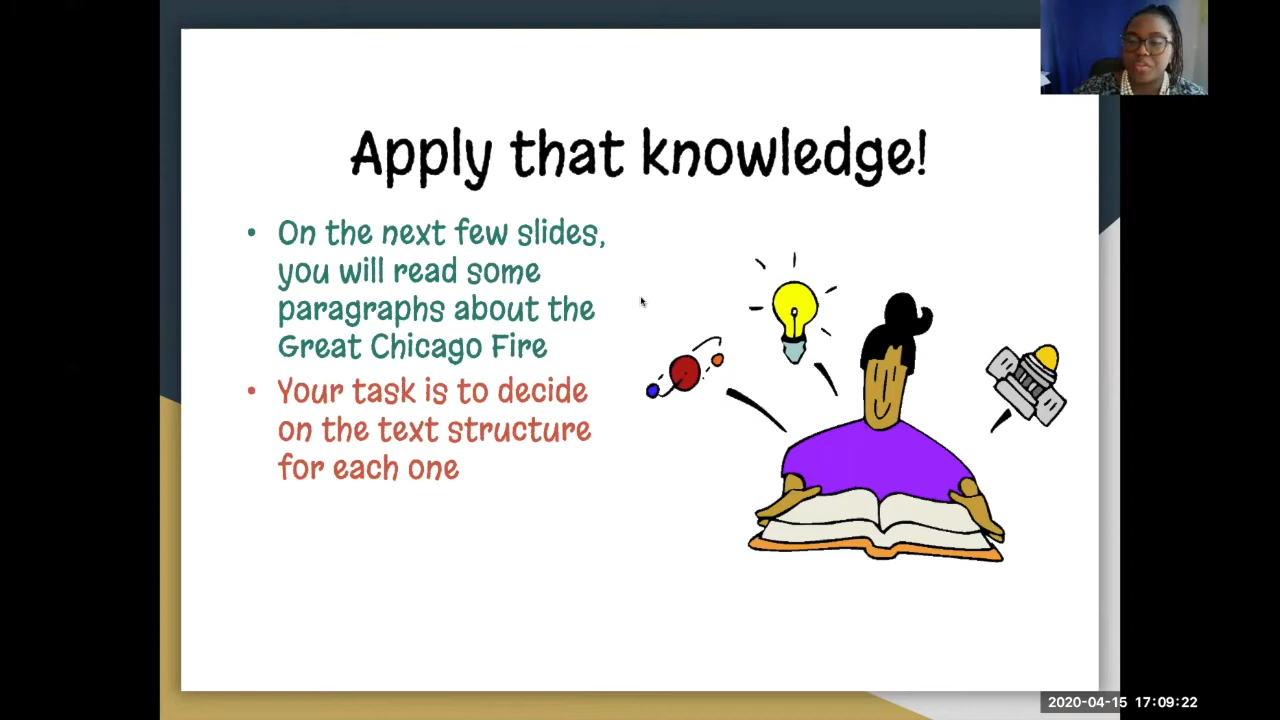 Apply that knowledge!
• On the next few slides,
you will read some
paragraphs about the
Great Chicago Fire
• Your task is to decide
on the text structure
for each one
2020-04-15 17:09:22